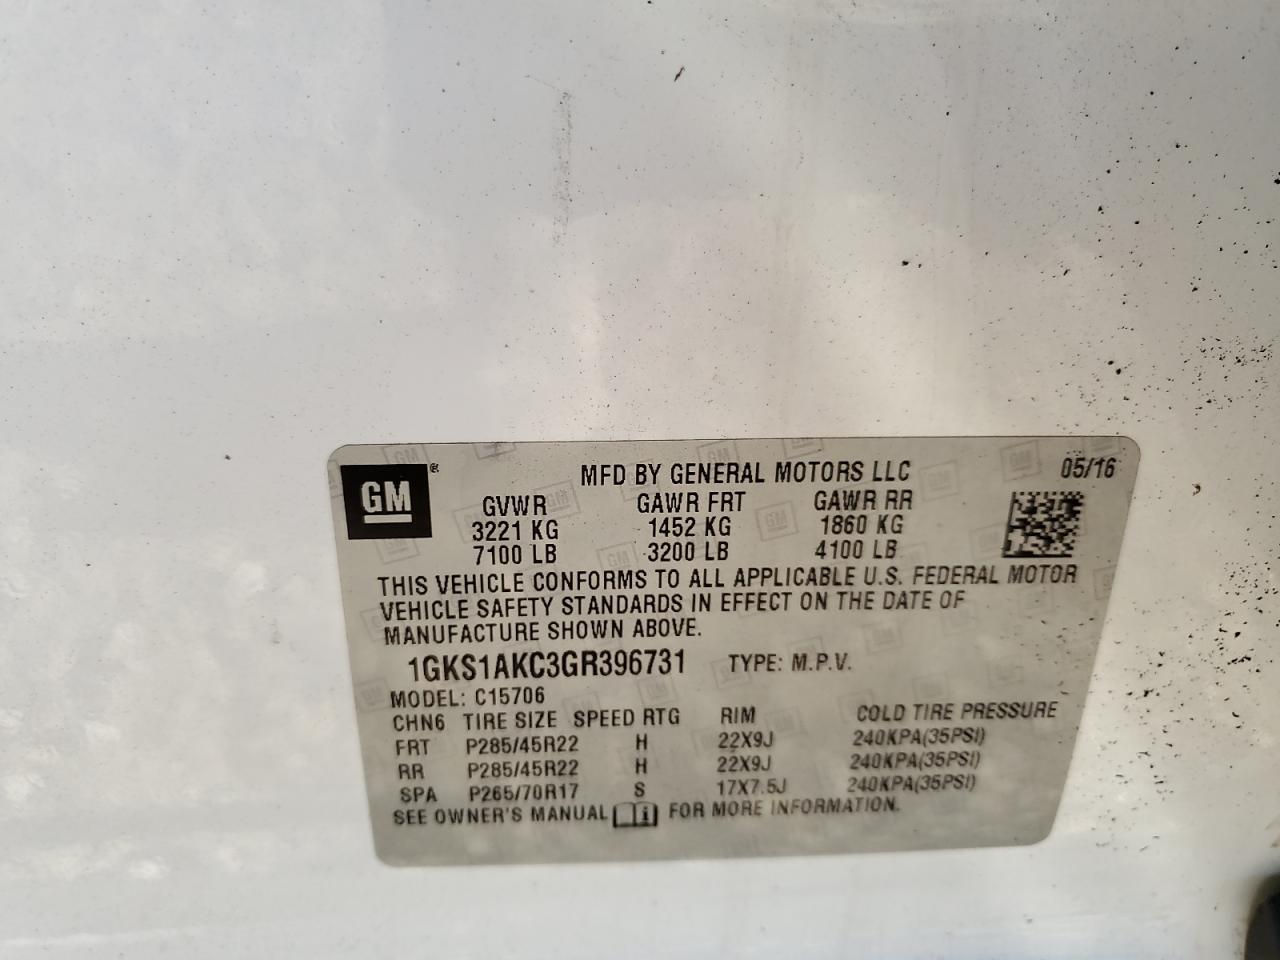 GM ®
MFD BY GENERAL MOTORS LLC 05/16
GVWR GAWR FRT GAWR RR
3221 KG 1452 KG 1860 KG
7100 LB 3200 LB 4100 LB
THIS VEHICLE CONFORMS TO ALL APPLICABLE U.S. FEDERAL MOTOR
VEHICLE SAFETY STANDARDS IN EFFECT ON THE DATE OF
MANUFACTURE SHOWN ABOVE.
1GKS1AKC3GR396731 TYPE: M.P.V.
MODEL: C15706
CHN6 TIRE SIZE SPEED RTG RIM COLD TIRE PRESSURE
FRT P285/45R22 H 22X9J 240KPA(35PSI)
RR P285/45R22 H 22X9J 240KPA(35PSI)
SPA P265/70R17 S 17X7.5J 240KPA(35PSI)
SEE OWNER'S MANUAL i FOR MORE INFORMATION.